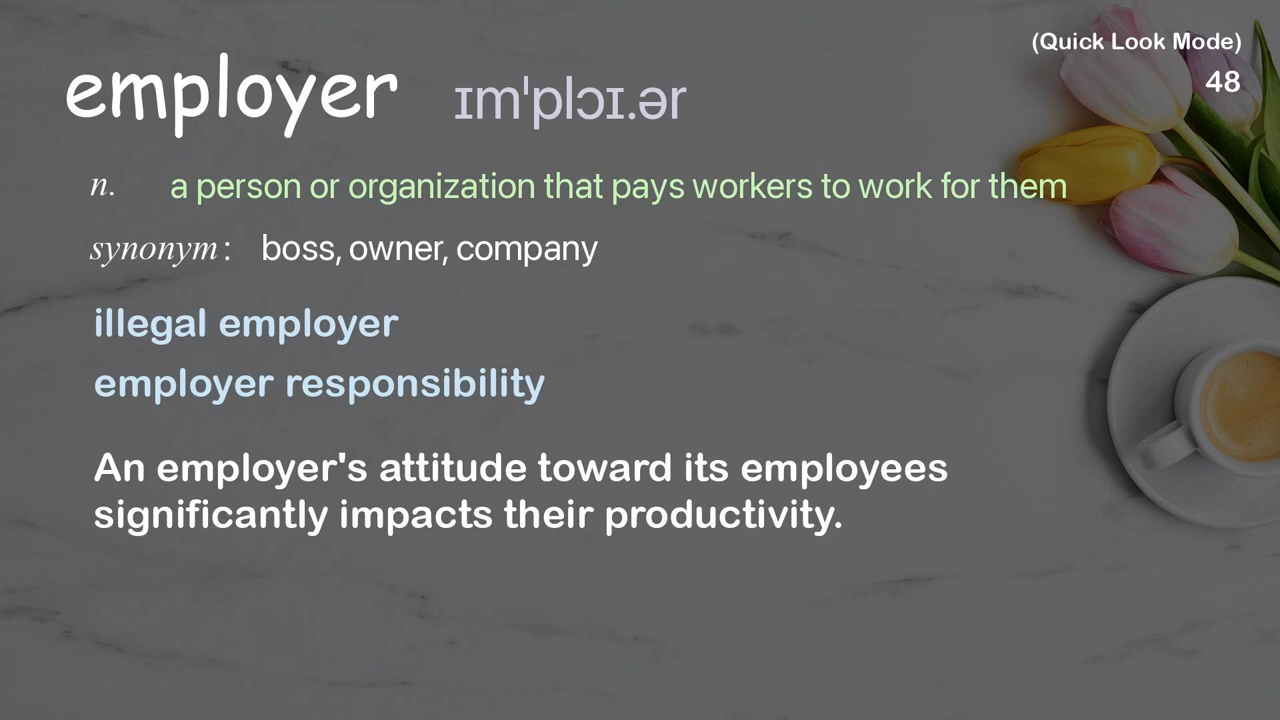 (Quick Look Mode)
employer ɪmˈplɔɪ.ər
48
n. a person or organization that pays workers to work for them
synonym: boss, owner, company
illegal employer
employer responsibility
An employer's attitude toward its employees
significantly impacts their productivity.